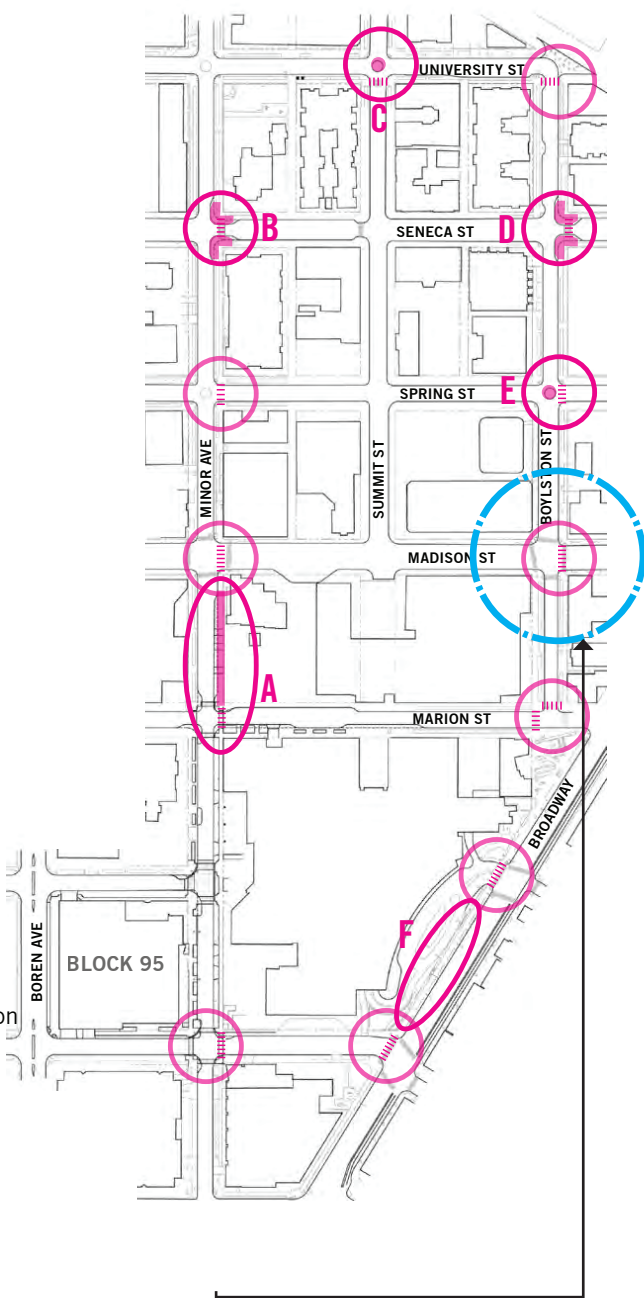 UNIVERSITY ST
C
B
SENECA ST
D
E
SPRING ST
MINOR AVE
SUMMIT ST
BOYLSTON ST
MADISON ST
A
MARION ST
BROADWAY
F
BOREN AVE
BLOCK 95
on